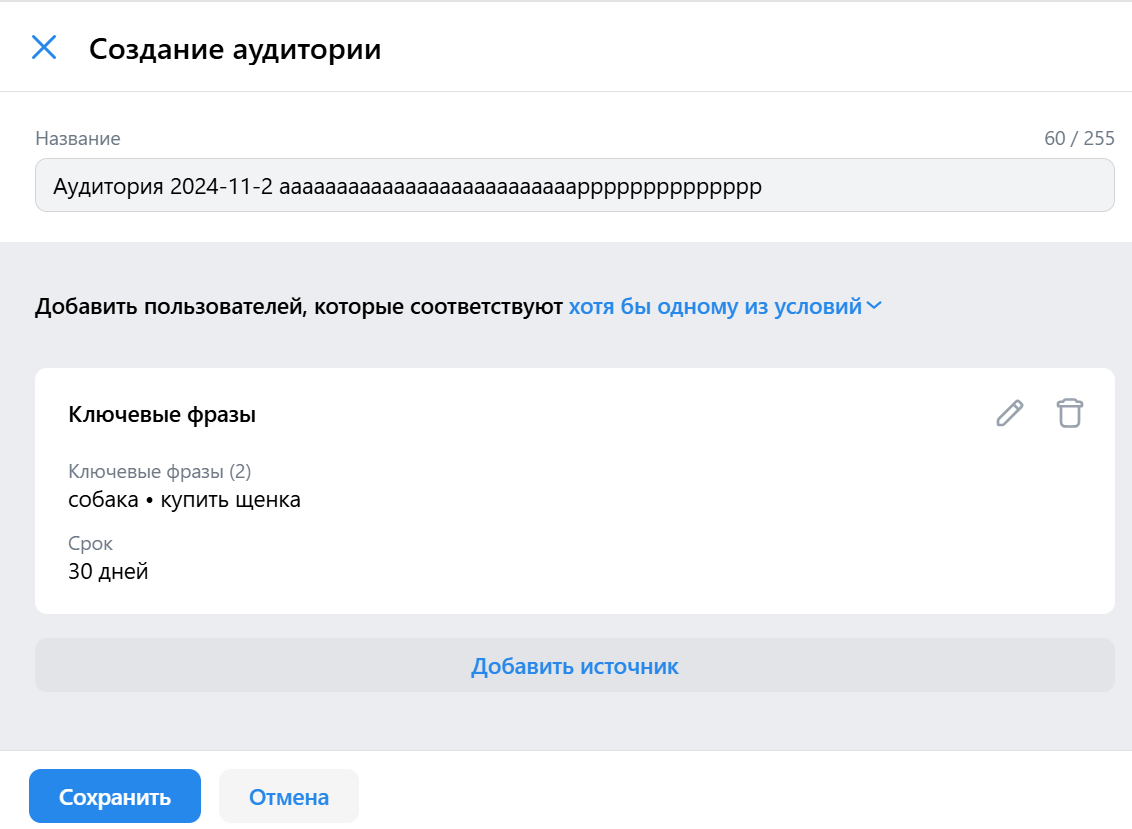 Создание аудитории
Название
60 / 255
Аудитория 2024-11-2 аааааааааааааааааааааааааарррррррррррррр
Добавить пользователей, которые соответствуют хотя бы одному из условий
Ключевые фразы
Ключевые фразы (2)
собака • купить щенка
Срок
30 дней
Добавить источник
Сохранить
Отмена